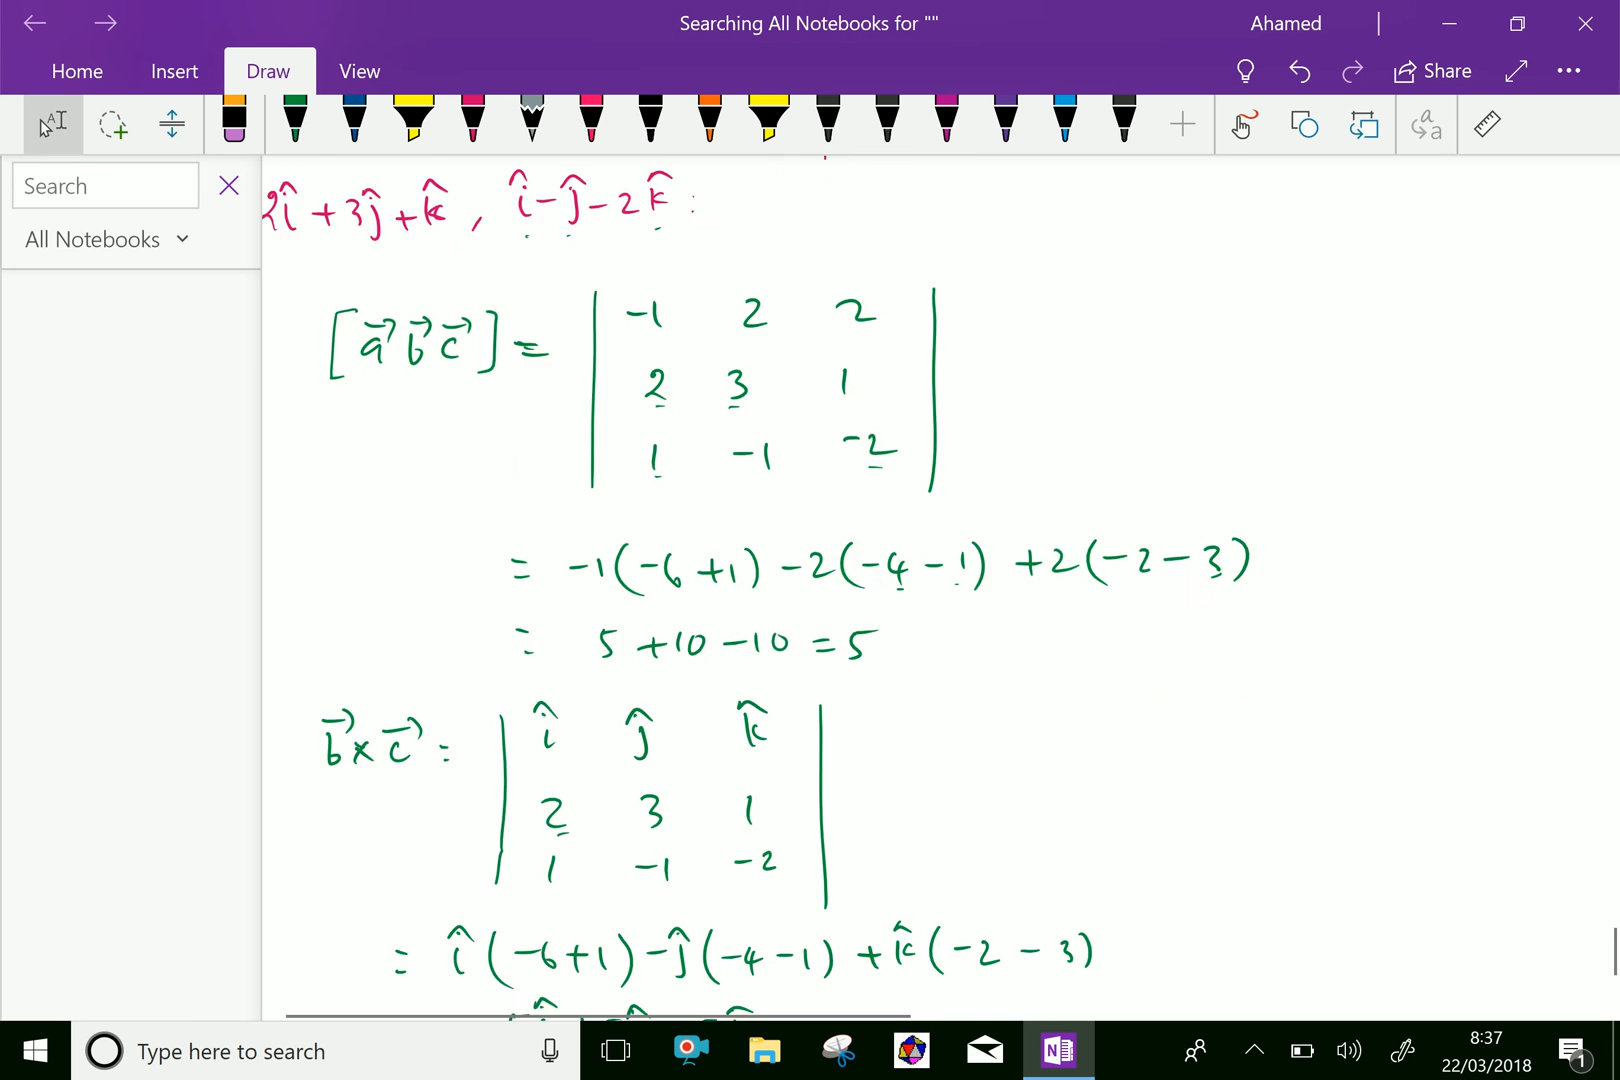 Searching All Notebooks for ""
Ahamed
Home Insert Draw View
Share
Search
All Notebooks
2î + 3ĵ + k̂ , î - ĵ - 2k̂ :
[a⃗ b⃗ c⃗] =
-1 2 2
2 3 1
1 -1 -2
= -1(-6+1) -2(-4-1) +2(-2-3)
= 5 +10 -10 = 5
b⃗ × c⃗ =
î ĵ k̂
2 3 1
1 -1 -2
= î(-6+1) -ĵ(-4-1) +k̂(-2-3)
Type here to search
8:37
22/03/2018
1